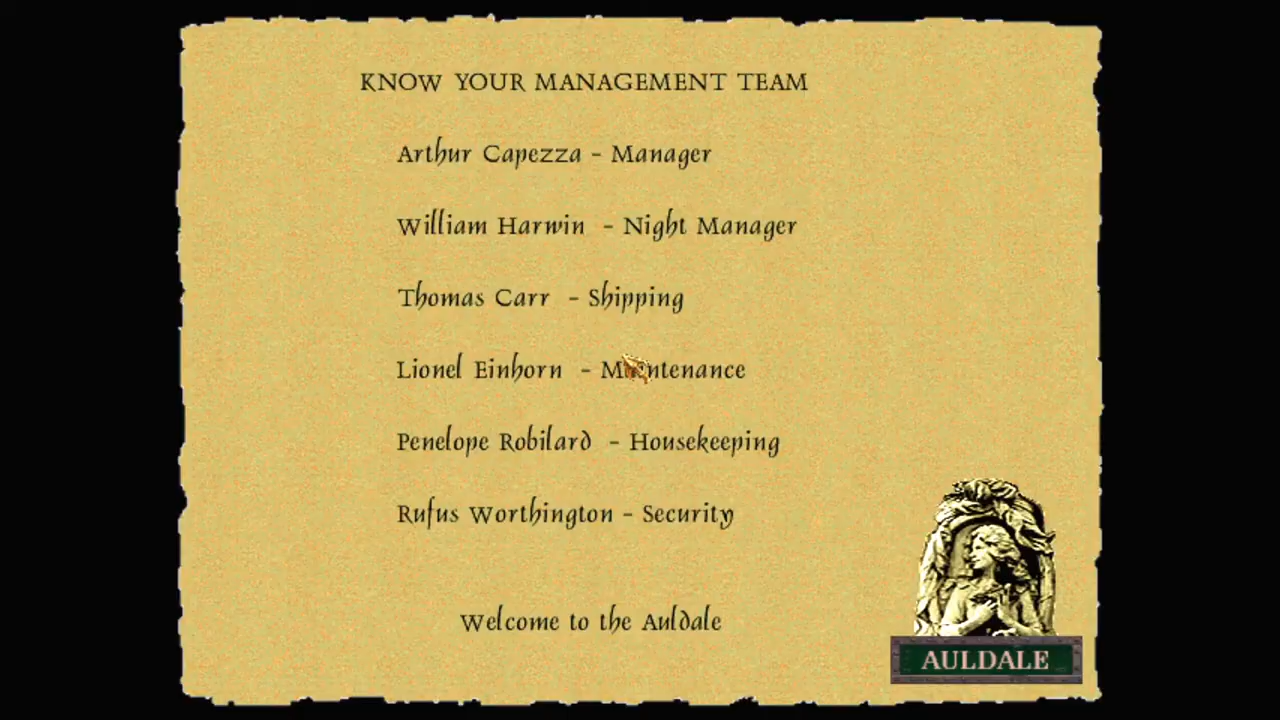 KNOW YOUR MANAGEMENT TEAM
Arthur Capezza - Manager
William Harwin - Night Manager
Thomas Carr - Shipping
Lionel Einhorn - Maintenance
Penelope Robilard - Housekeeping
Rufus Worthington - Security
Welcome to the Auldale
AULDALE